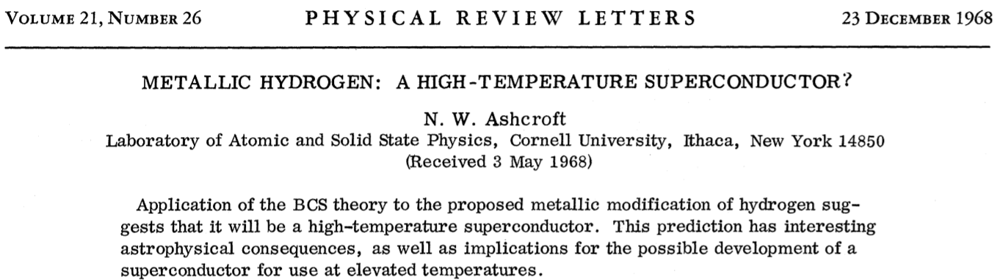 VOLUME 21, NUMBER 26 PHYSICAL REVIEW LETTERS 23 DECEMBER 1968
METALLIC HYDROGEN: A HIGH-TEMPERATURE SUPERCONDUCTOR?
N. W. Ashcroft
Laboratory of Atomic and Solid State Physics, Cornell University, Ithaca, New York 14850
(Received 3 May 1968)
Application of the BCS theory to the proposed metallic modification of hydrogen sug-
gests that it will be a high-temperature superconductor. This prediction has interesting
astrophysical consequences, as well as implications for the possible development of a
superconductor for use at elevated temperatures.